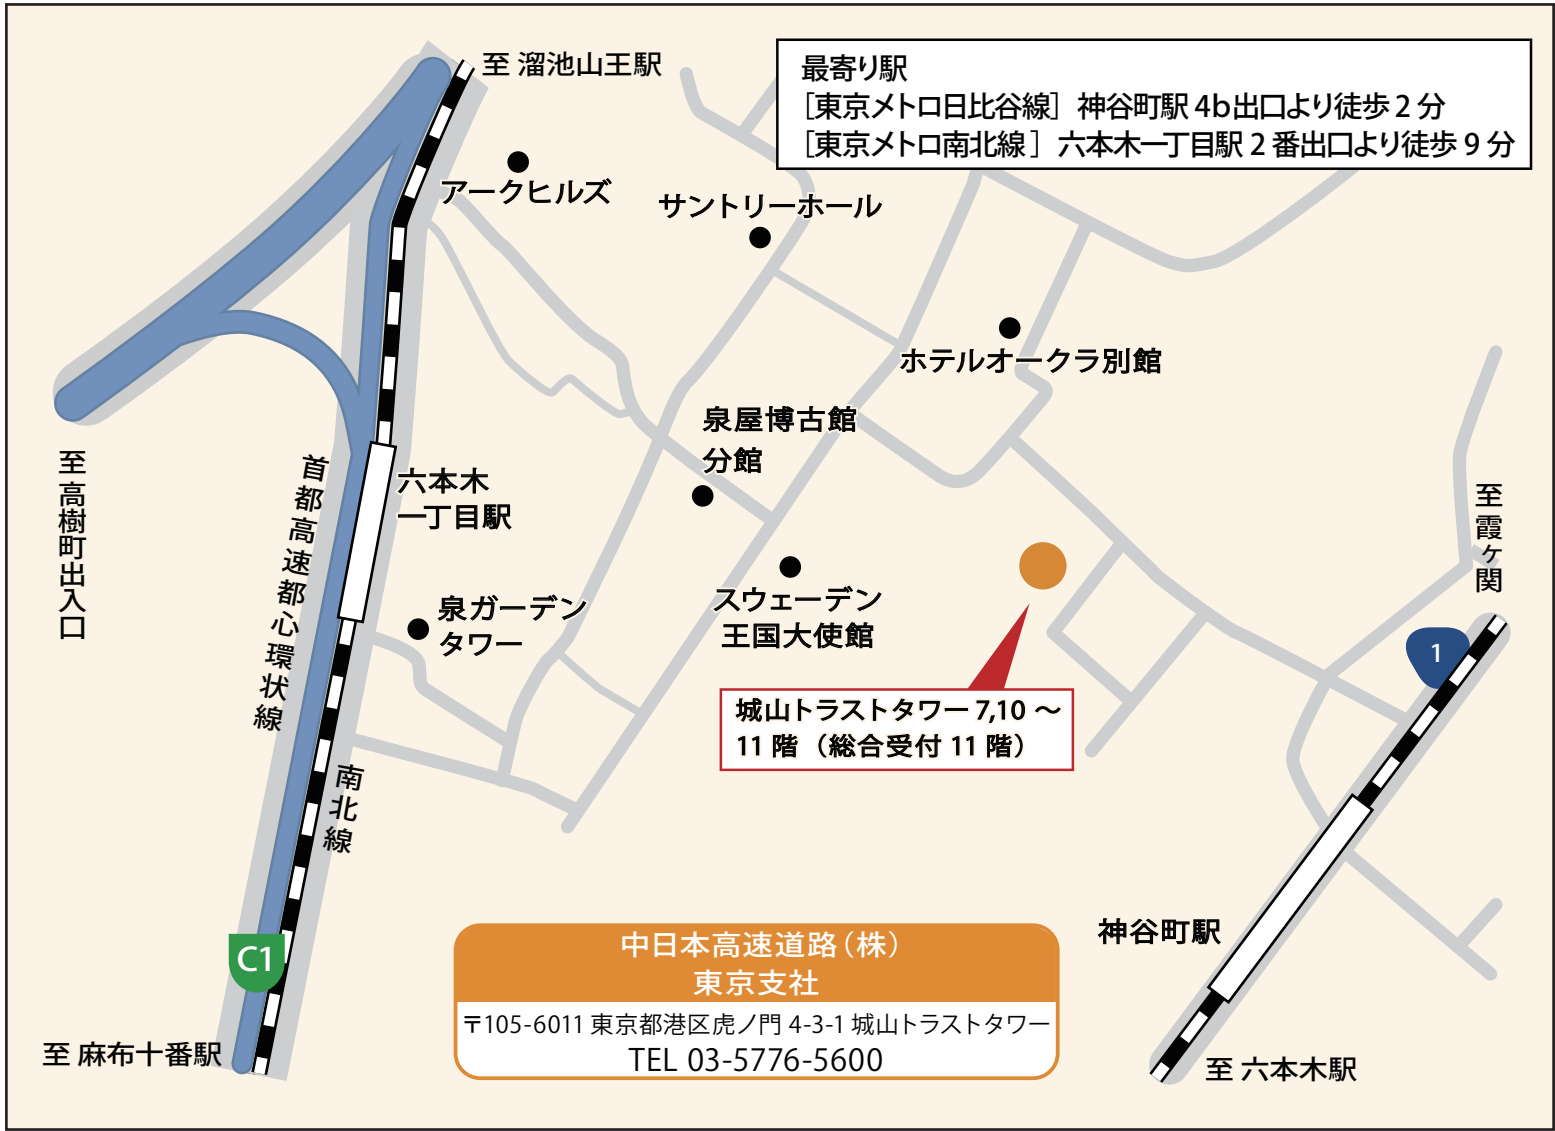 至 溜池山王駅
最寄り駅
［東京メトロ日比谷線］神谷町駅 4b出口より徒歩 2 分
［東京メトロ南北線 ］六本木一丁目駅 2 番出口より徒歩 9 分
アークヒルズ
サントリーホール
ホテルオークラ別館
泉屋博古館
分館
至 高樹町出入口
首都高速都心環状線
六本木
一丁目駅
至 霞ヶ関
泉ガーデン
タワー
スウェーデン
王国大使館
1
城山トラストタワー 7,10 ～
11 階（総合受付 11 階）
南北線
C1
神谷町駅
中日本高速道路（株）
東京支社
〒105-6011 東京都港区虎ノ門 4-3-1 城山トラストタワー
TEL 03-5776-5600
至 麻布十番駅
至 六本木駅